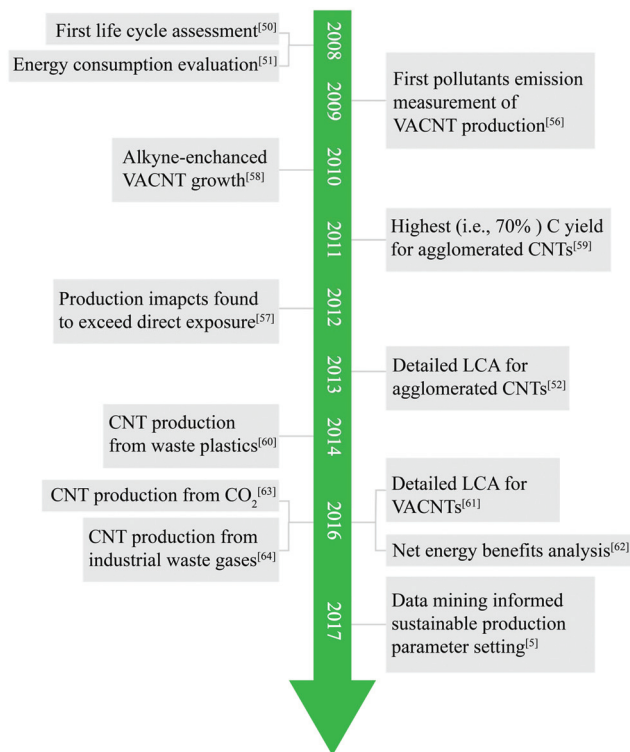 First life cycle assessment[50]
Energy consumption evaluation[51]
2008
First pollutants emission
measurement of
VACNT production[56]
2009
Alkyne-enchanced
VACNT growth[58]
2010
Highest (i.e., 70% ) C yield
for agglomerated CNTs[59]
2011
Production imapcts found
to exceed direct exposure[57]
2012
Detailed LCA for
agglomerated CNTs[52]
2013
CNT production
from waste plastics[60]
2014
CNT production from CO2[63]
CNT production from
industrial waste gases[64]
2016
Detailed LCA for
VACNTs[61]
Net energy benefits analysis[62]
2017
Data mining informed
sustainable production
parameter setting[5]